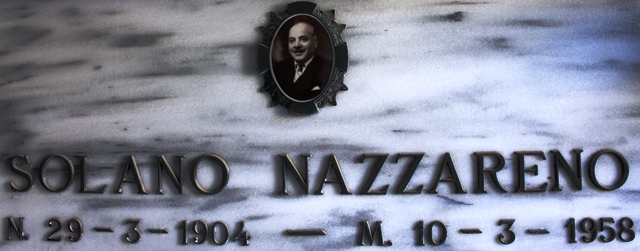 SOLANO NAZZARENO
N. 29-3-1904 — M. 10-3-1958